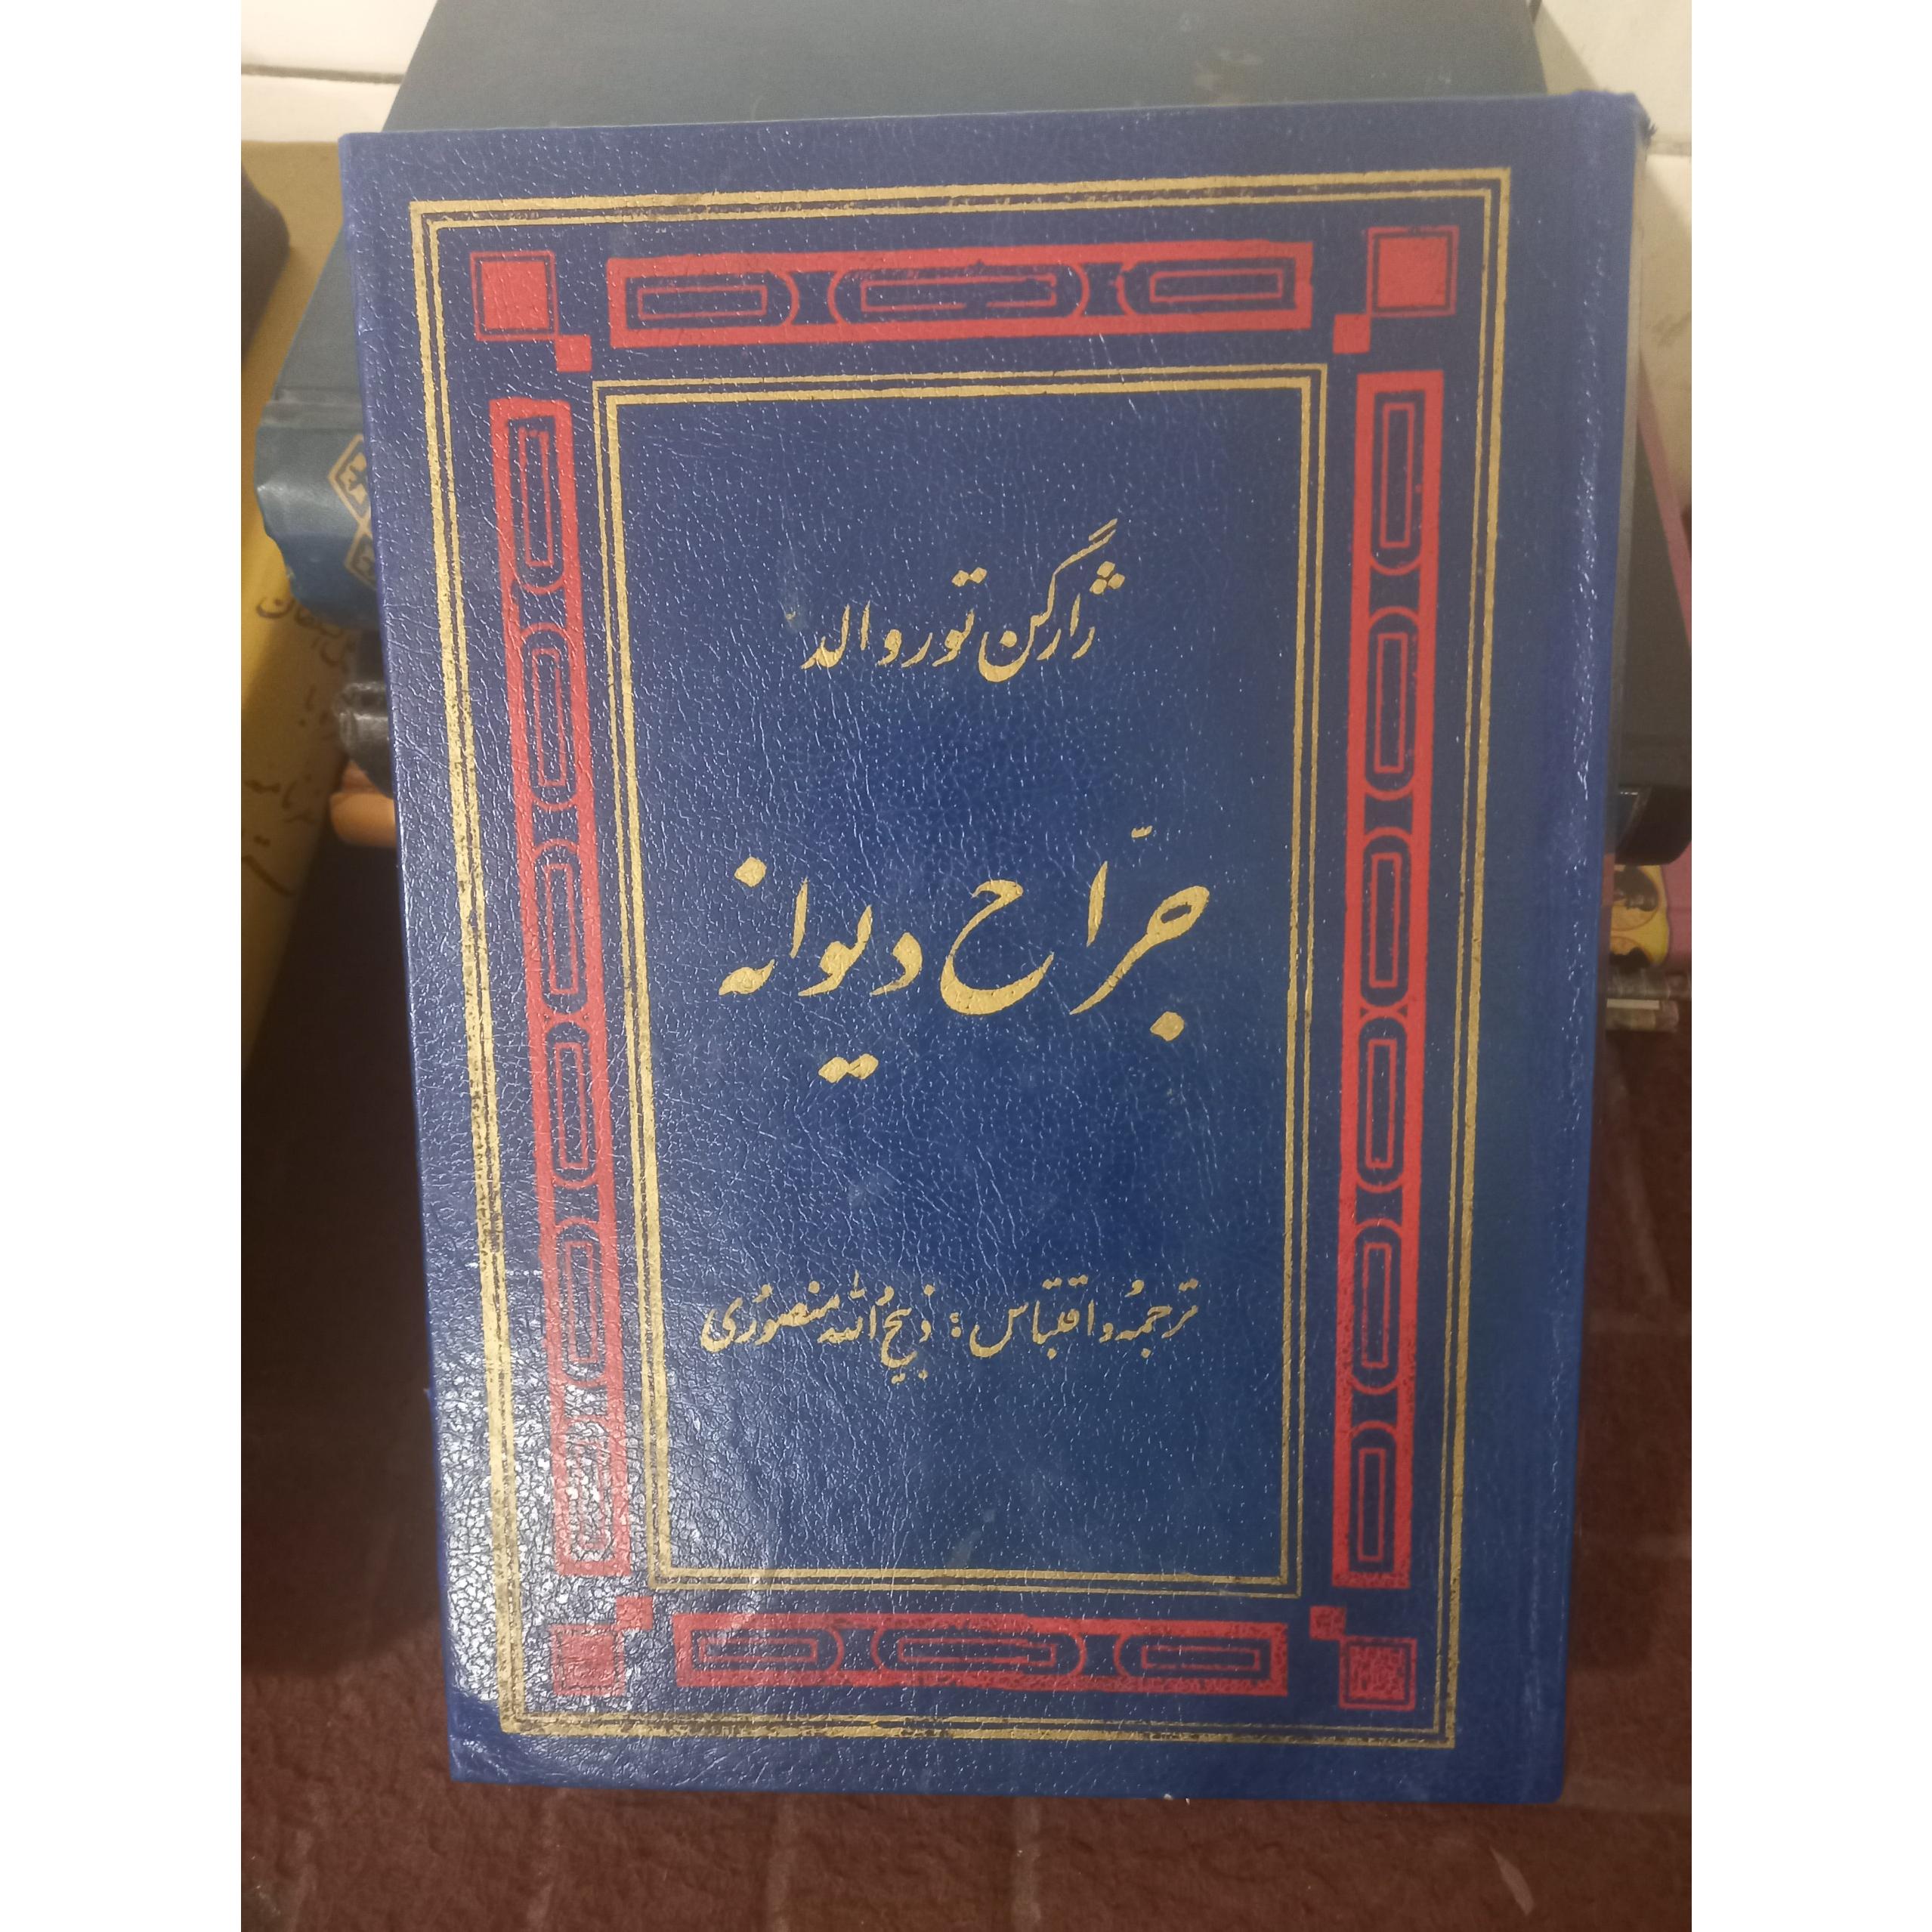 ژارگن توروالد
جرّاح دیوانه
ترجمه و اقتباس : ذبیح الله منصوری